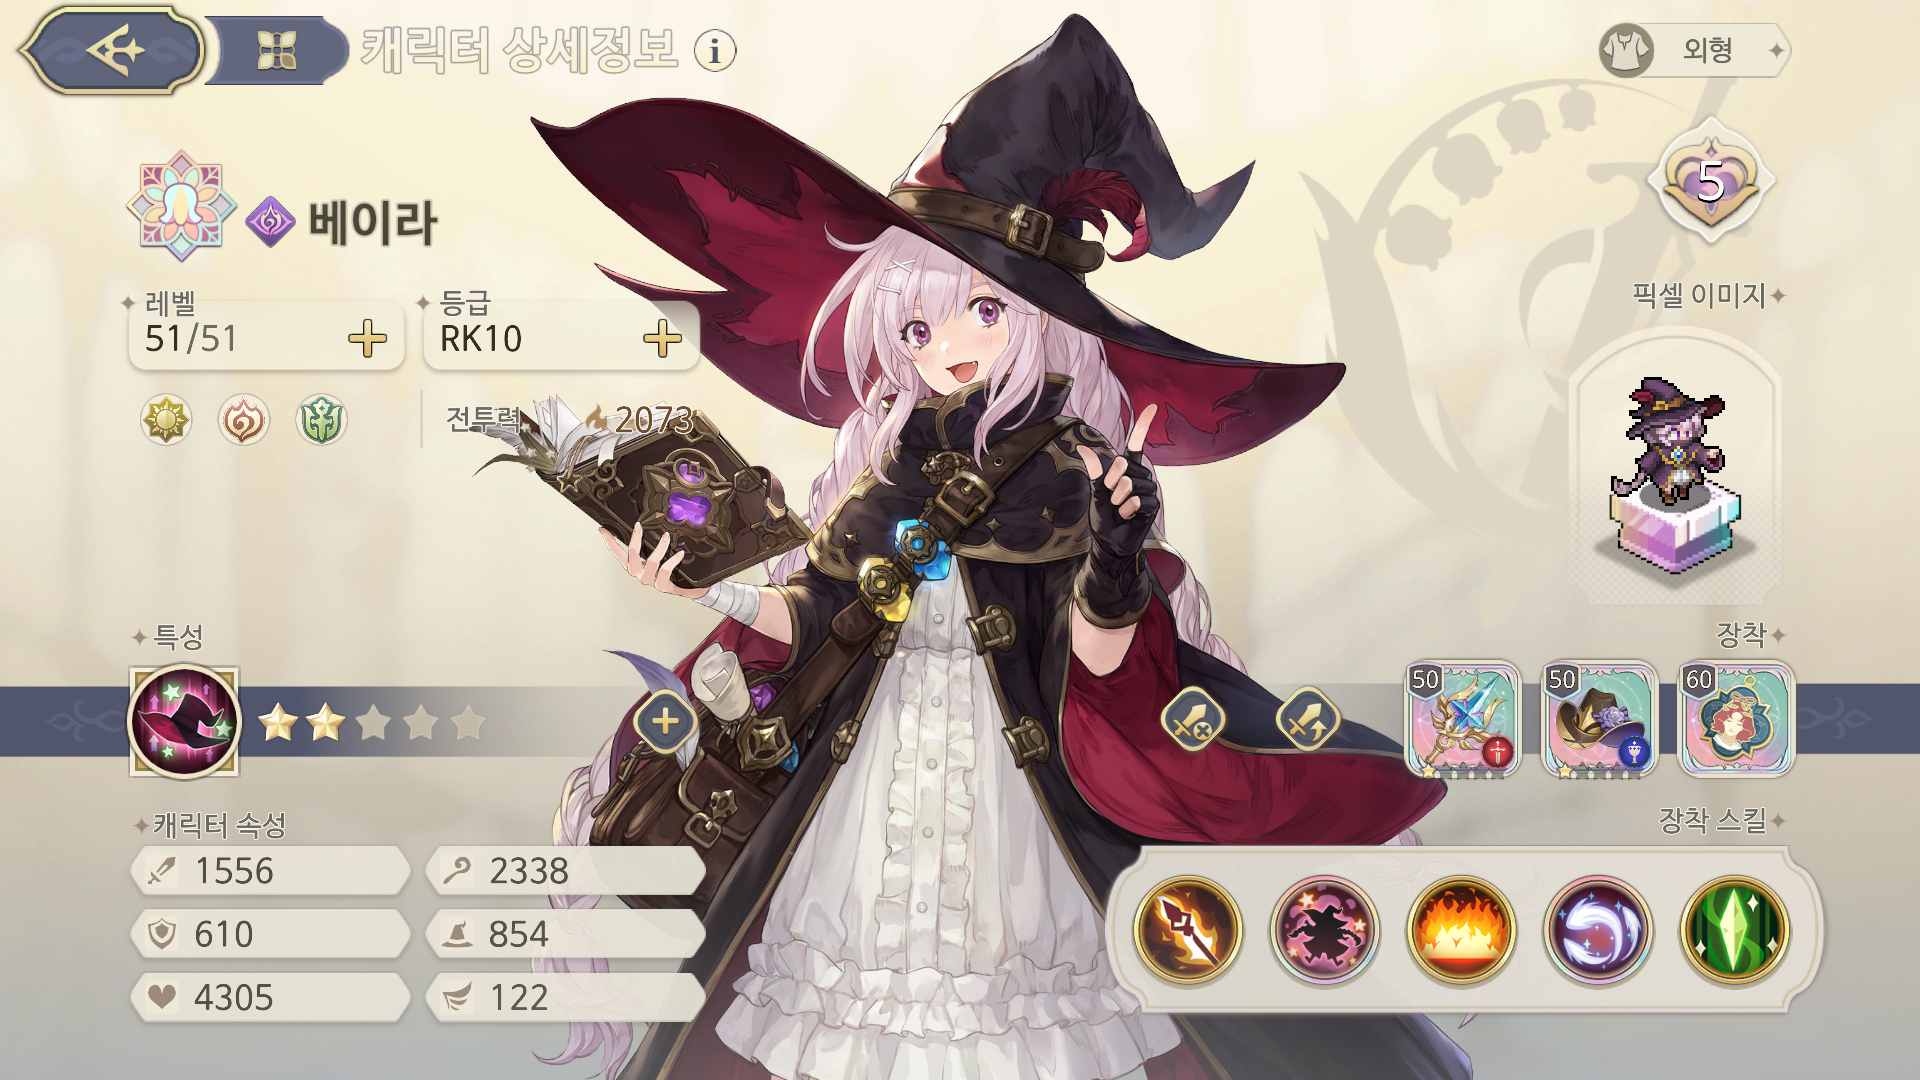 캐릭터 상세정보 i
외형
5
베이라
픽셀 이미지
레벨
51/51
등급
RK10
전투력 2073
특성
장착
50
50
60
캐릭터 속성
장착 스킬
1556
2338
610
854
4305
122